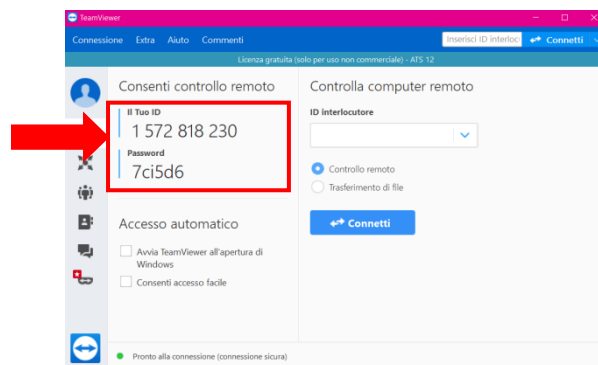 TeamViewer
Connessione Extra Aiuto Commenti
Inserisci ID interloc
Connetti
Licenza gratuita (solo per uso non commerciale) - ATS 12
Consenti controllo remoto
Il Tuo ID
1 572 818 230
Password
7ci5d6
Accesso automatico
Avvia TeamViewer all'apertura di
Windows
Consenti accesso facile
Controlla computer remoto
ID interlocutore
Controllo remoto
Trasferimento di file
Connetti
Pronto alla connessione (connessione sicura)